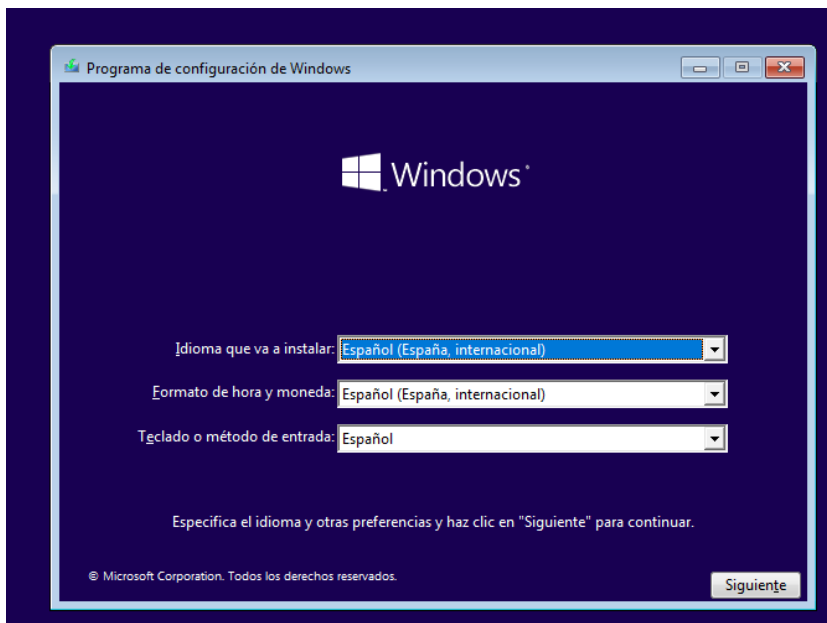 Programa de configuración de Windows
Windows
Idioma que va a instalar: Español (España, internacional)
Formato de hora y moneda: Español (España, internacional)
Teclado o método de entrada: Español
Especifica el idioma y otras preferencias y haz clic en "Siguiente" para continuar.
© Microsoft Corporation. Todos los derechos reservados.
Siguiente